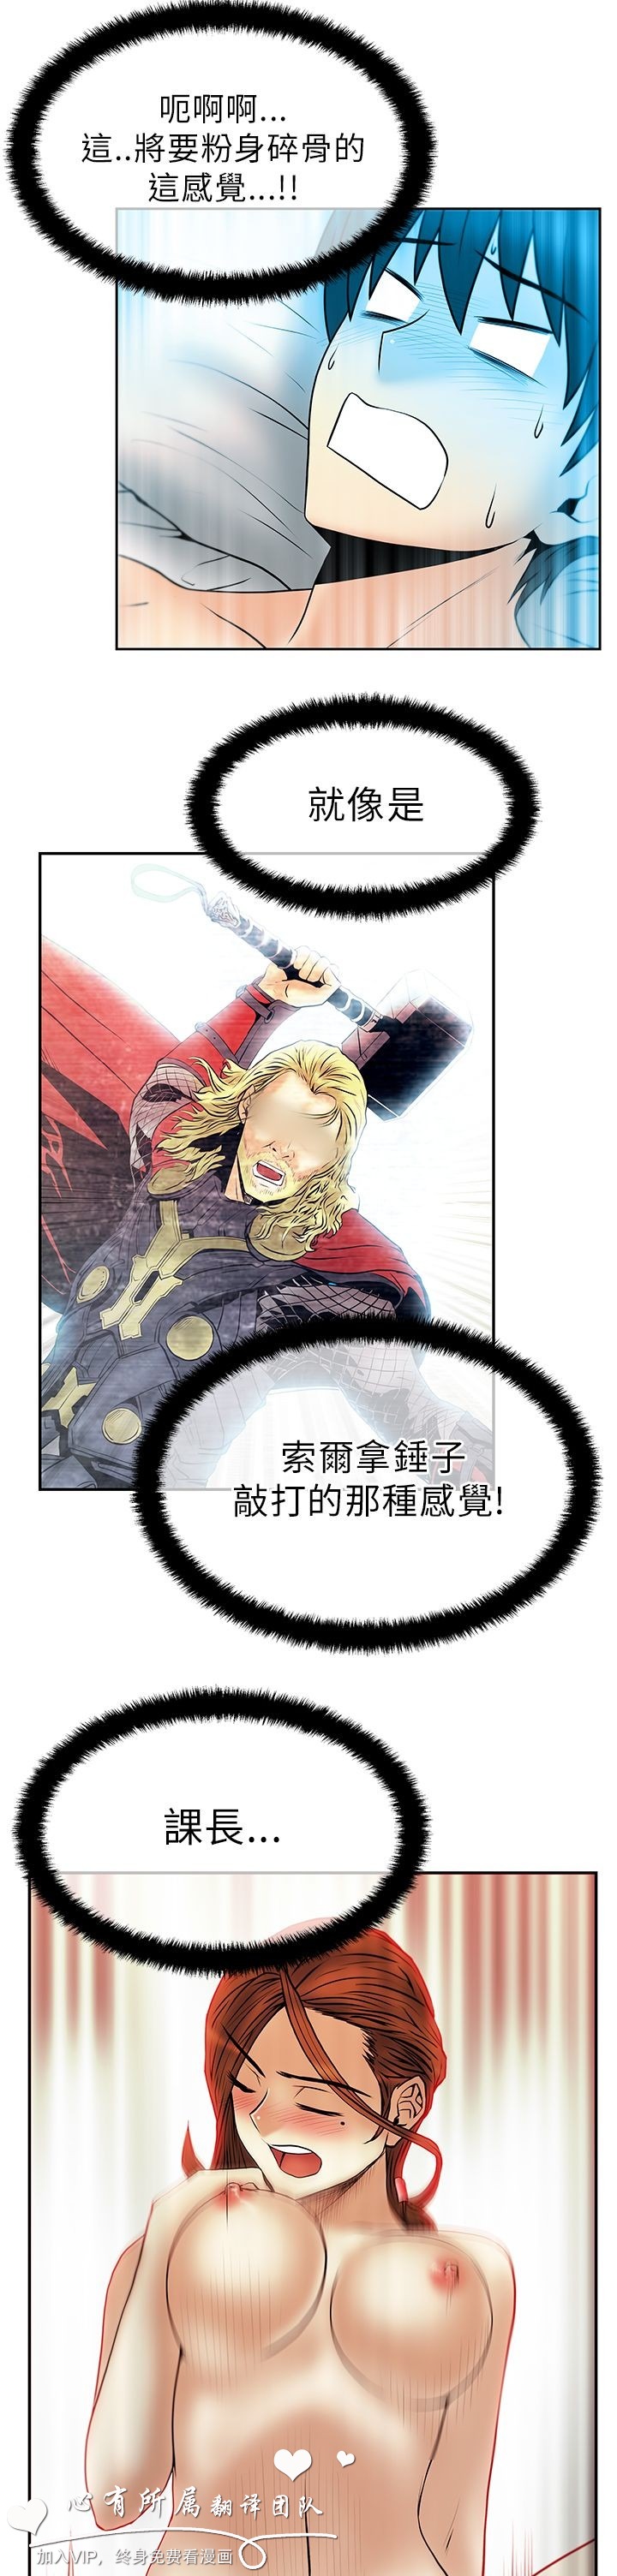 呃啊啊...
這..將要粉身碎骨的
這感覺...!!
就像是
索爾拿錘子
敲打的那種感覺!
課長...
心有所属翻译团队
加入VIP，终身免费看漫画